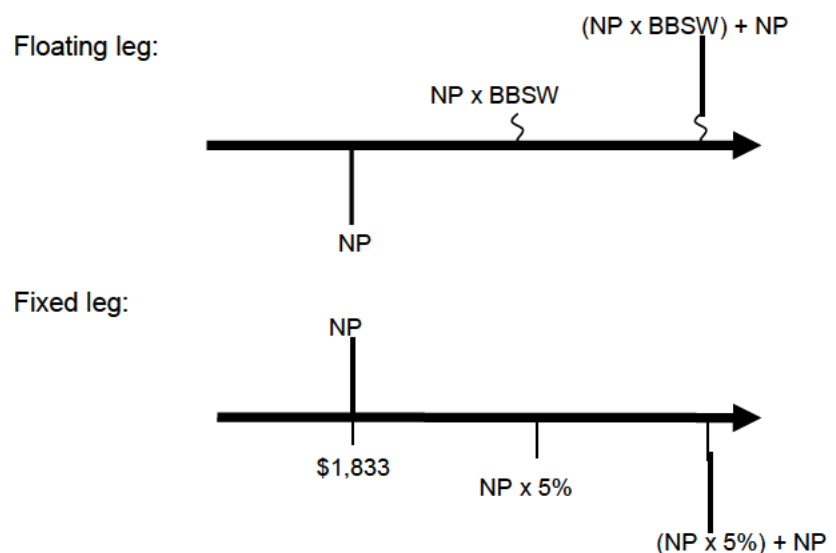 Floating leg:
(NP x BBSW) + NP
NP x BBSW
NP
Fixed leg:
NP
$1,833
NP x 5%
(NP x 5%) + NP